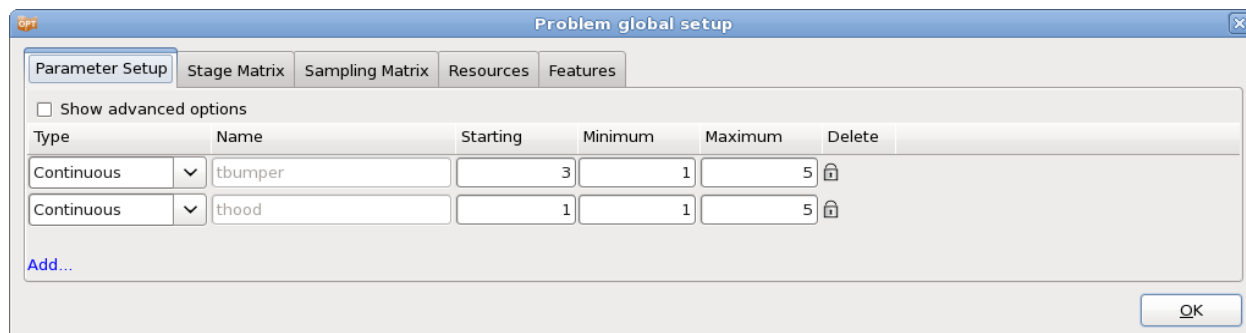 OPT Problem global setup
Parameter Setup Stage Matrix Sampling Matrix Resources Features
Show advanced options
Type Name Starting Minimum Maximum Delete
Continuous tbumper 3 1 5
Continuous thood 1 1 5
Add...
OK